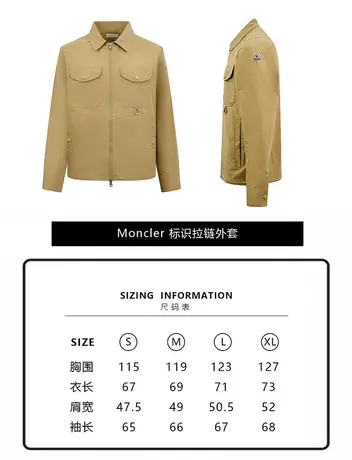 Moncler 标识拉链外套
SIZING INFORMATION
尺码表
SIZE S M L XL
胸围 115 119 123 127
衣长 67 69 71 73
肩宽 47.5 49 50.5 52
袖长 65 66 67 68